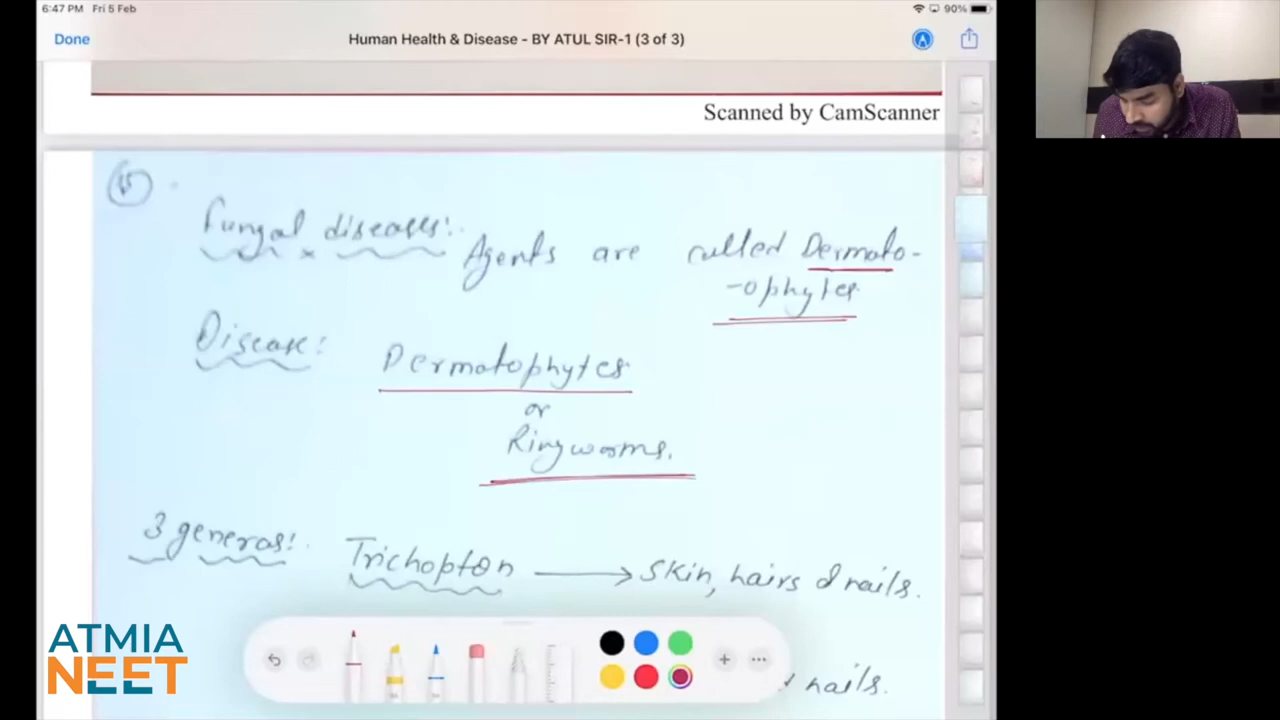 6:47 PM Fri 5 Feb
90%
Done
Human Health & Disease - BY ATUL SIR-1 (3 of 3)
Scanned by CamScanner
Fungal diseases:
Agents are called Dermato-
-ophytes
Disease:
Dermatophytes
or
Ringworms.
3 generas:
Trichopton → Skin, hairs & nails.
nails.
ATMIA
NEET